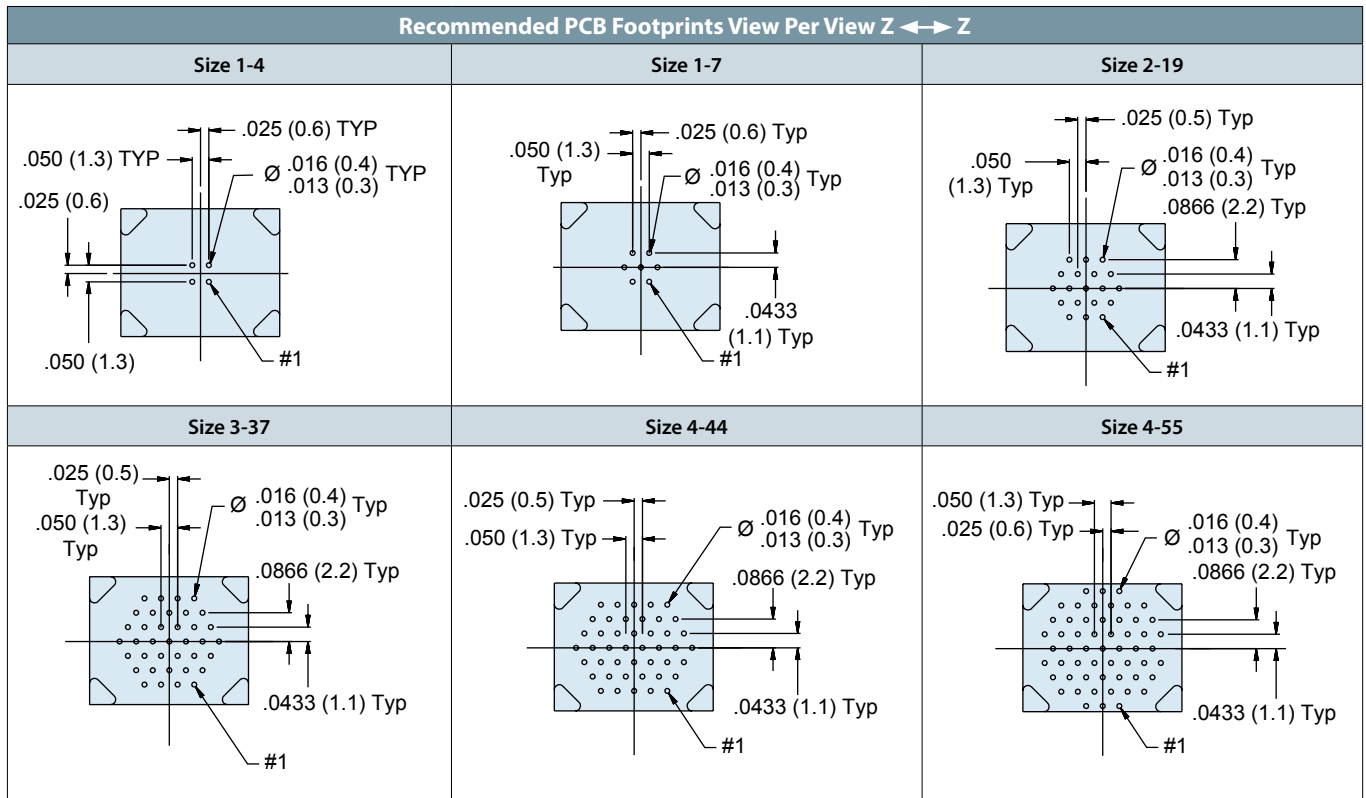 Recommended PCB Footprints View Per View Z ↔ Z
Size 1-4
Size 1-7
Size 2-19
.025 (0.6) TYP
.050 (1.3) TYP
Ø .016 (0.4) TYP
.013 (0.3)
.025 (0.6)
.050 (1.3)
#1
.025 (0.6) Typ
.050 (1.3)
Typ
Ø .016 (0.4) Typ
.013 (0.3)
.0433
(1.1) Typ
#1
.025 (0.5) Typ
.050
(1.3) Typ
Ø .016 (0.4) Typ
.013 (0.3)
.0866 (2.2) Typ
.0433 (1.1) Typ
#1
Size 3-37
Size 4-44
Size 4-55
.025 (0.5)
Typ
.050 (1.3)
Typ
Ø .016 (0.4) Typ
.013 (0.3)
.0866 (2.2) Typ
.0433 (1.1) Typ
#1
.025 (0.5) Typ
.050 (1.3) Typ
Ø .016 (0.4) Typ
.013 (0.3)
.0866 (2.2) Typ
.0433 (1.1) Typ
#1
.050 (1.3) Typ
.025 (0.6) Typ
Ø .016 (0.4) Typ
.013 (0.3)
.0866 (2.2) Typ
.0433 (1.1) Typ
#1